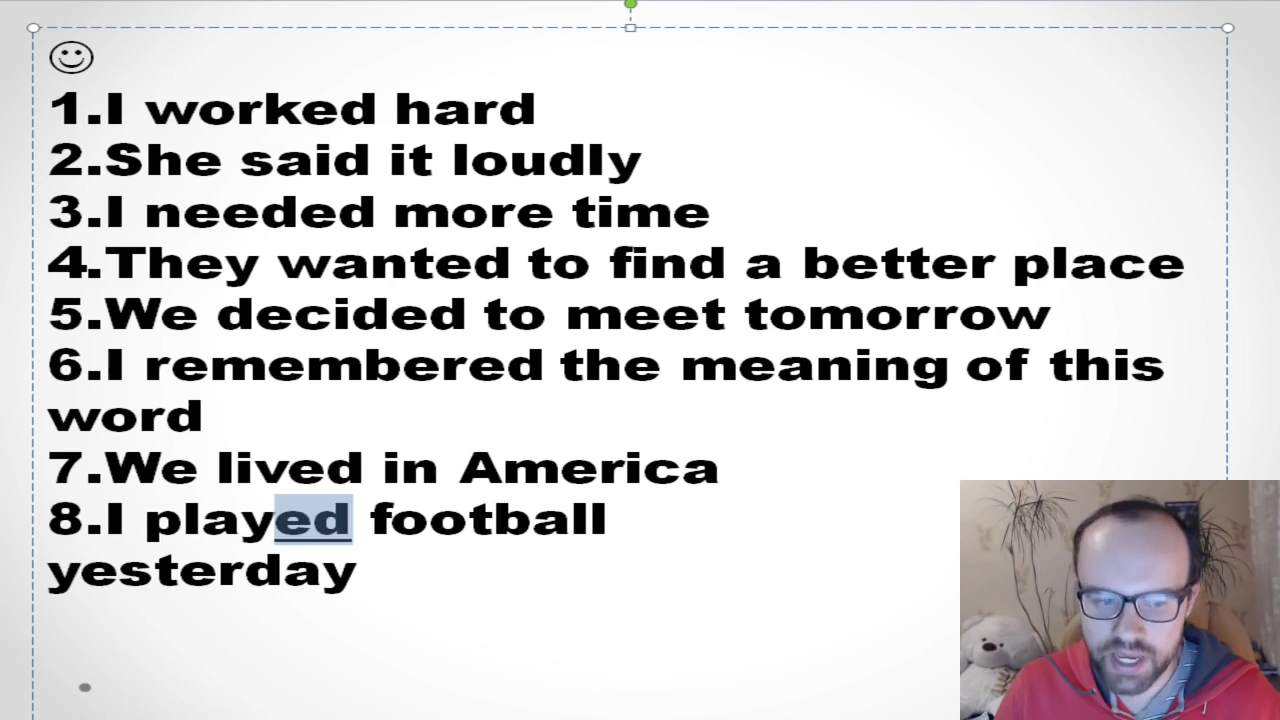 1.I worked hard
2.She said it loudly
3.I needed more time
4.They wanted to find a better place
5.We decided to meet tomorrow
6.I remembered the meaning of this
word
7.We lived in America
8.I played football
yesterday